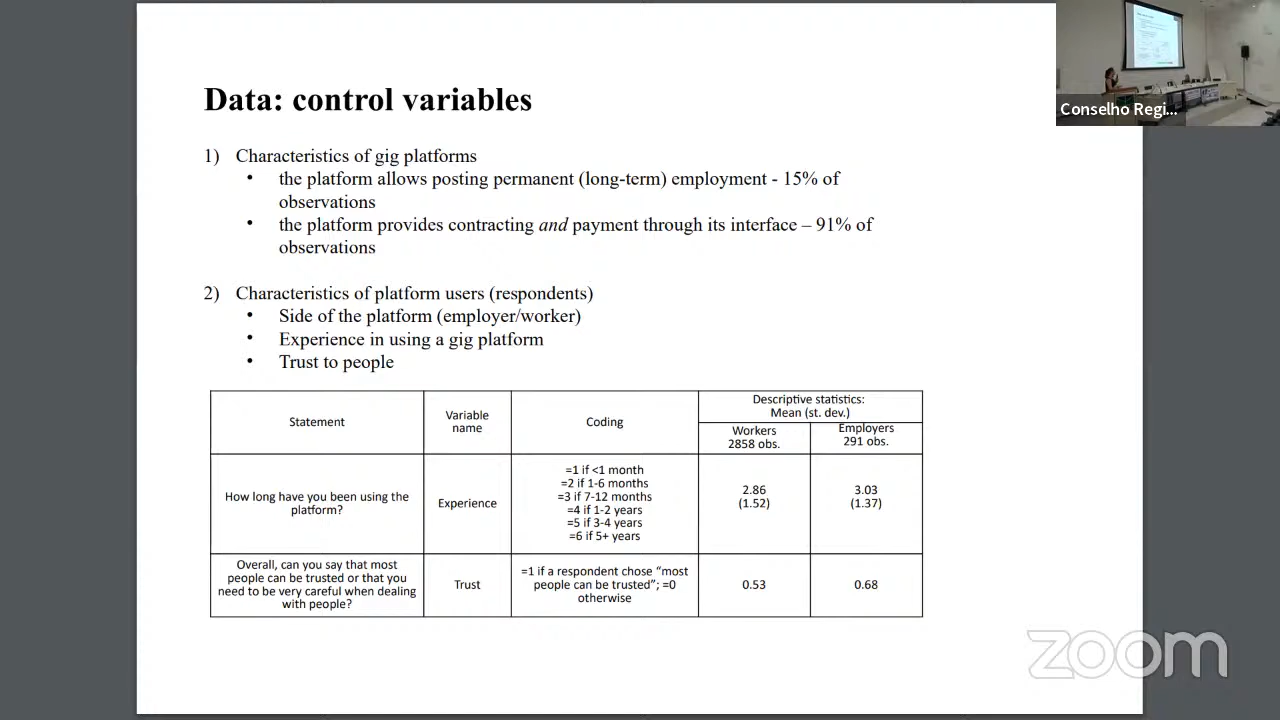 Data: control variables
1) Characteristics of gig platforms
• the platform allows posting permanent (long-term) employment - 15% of
observations
• the platform provides contracting and payment through its interface – 91% of
observations
2) Characteristics of platform users (respondents)
• Side of the platform (employer/worker)
• Experience in using a gig platform
• Trust to people
Statement
Variable
name
Coding
Descriptive statistics:
Mean (st. dev.)
Workers
2858 obs.
Employers
291 obs.
How long have you been using the
platform?
Experience
=1 if <1 month
=2 if 1-6 months
=3 if 7-12 months
=4 if 1-2 years
=5 if 3-4 years
=6 if 5+ years
2.86
(1.52)
3.03
(1.37)
Overall, can you say that most
people can be trusted or that you
need to be very careful when dealing
with people?
Trust
=1 if a respondent chose “most
people can be trusted”; =0
otherwise
0.53
0.68
Conselho Regi...
zoom